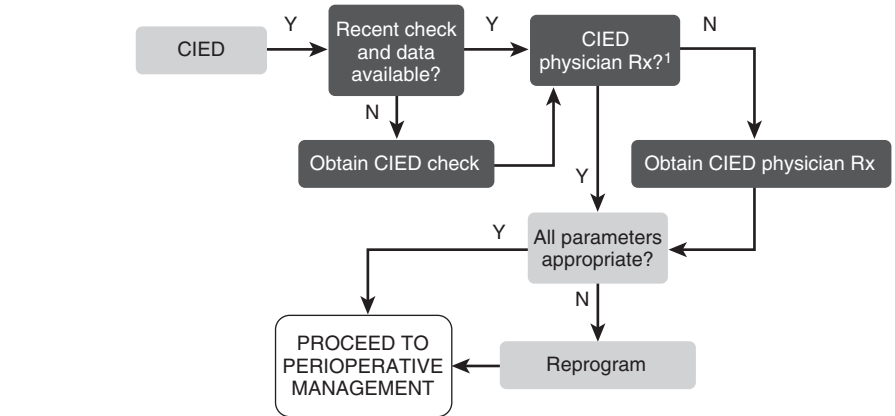 CIED
Y
Recent check
and data
available?
Y
CIED
physician Rx?¹
N
N
Obtain CIED check
Obtain CIED physician Rx
Y
All parameters
appropriate?
Y
N
PROCEED TO
PERIOPERATIVE
MANAGEMENT
Reprogram